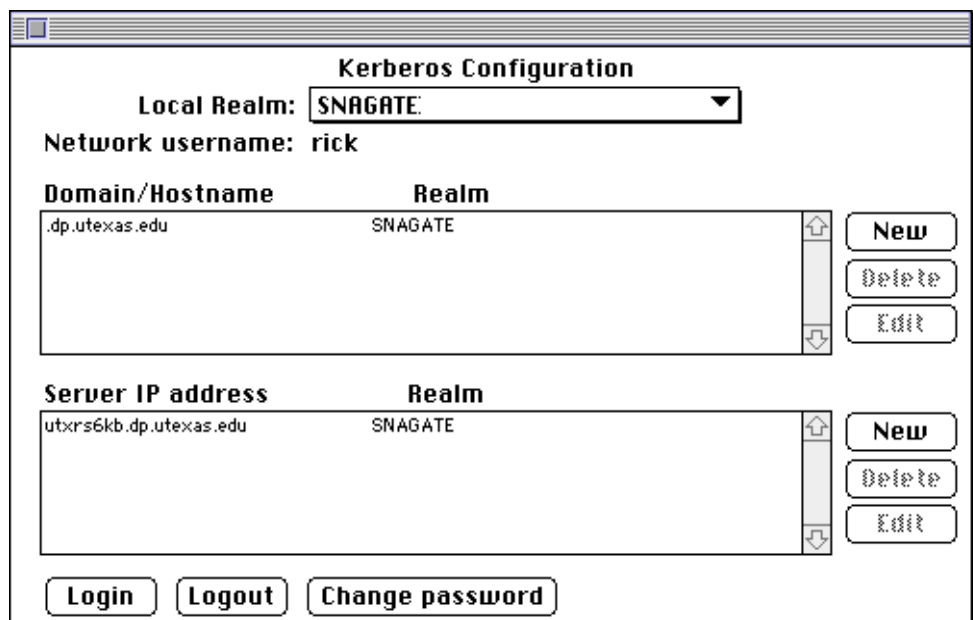 Kerberos Configuration
Local Realm: SNAGATE
Network username: rick
Domain/Hostname Realm
.dp.utexas.edu SNAGATE
New
Delete
Edit
Server IP address Realm
utxrs6kb.dp.utexas.edu SNAGATE
New
Delete
Edit
Login Logout Change password